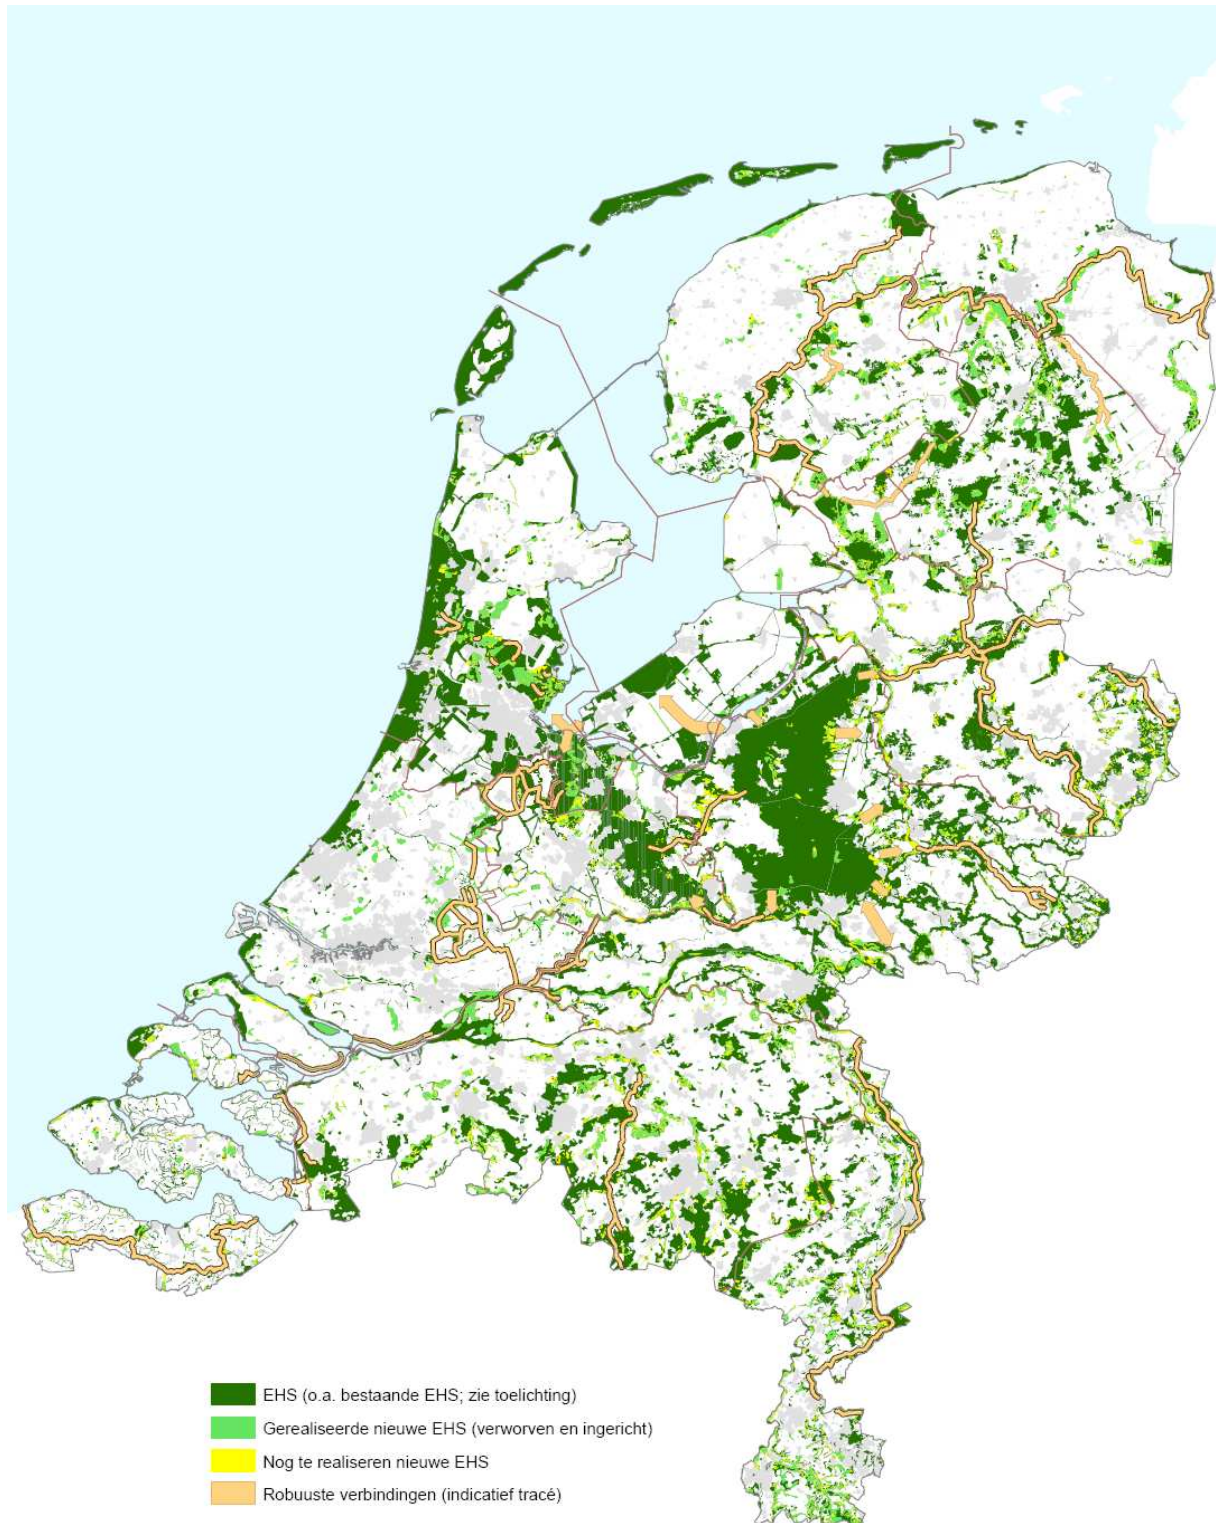 EHS (o.a. bestaande EHS; zie toelichting)
Gerealiseerde nieuwe EHS (verworven en ingericht)
Nog te realiseren nieuwe EHS
Robuuste verbindingen (indicatief tracé)